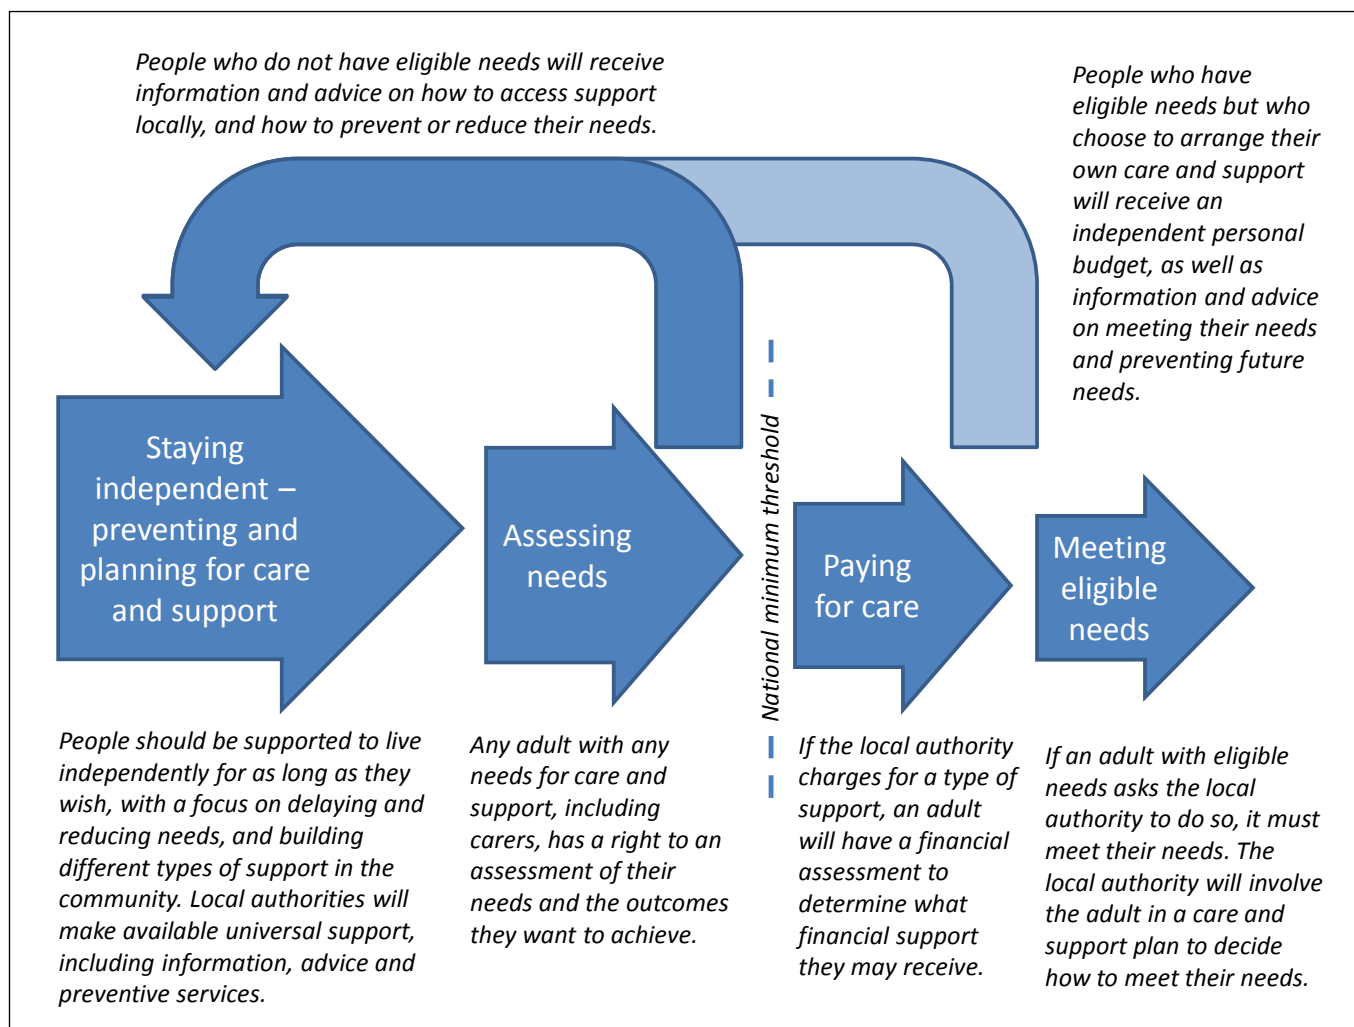 People who do not have eligible needs will receive
information and advice on how to access support
locally, and how to prevent or reduce their needs.
People who have
eligible needs but who
choose to arrange their
own care and support
will receive an
independent personal
budget, as well as
information and advice
on meeting their needs
and preventing future
needs.
Staying
independent –
preventing and
planning for care
and support
Assessing
needs
National minimum threshold
Paying
for care
Meeting
eligible
needs
People should be supported to live
independently for as long as they
wish, with a focus on delaying and
reducing needs, and building
different types of support in the
community. Local authorities will
make available universal support,
including information, advice and
preventive services.
Any adult with any
needs for care and
support, including
carers, has a right to an
assessment of their
needs and the outcomes
they want to achieve.
If the local authority
charges for a type of
support, an adult
will have a financial
assessment to
determine what
financial support
they may receive.
If an adult with eligible
needs asks the local
authority to do so, it must
meet their needs. The
local authority will involve
the adult in a care and
support plan to decide
how to meet their needs.